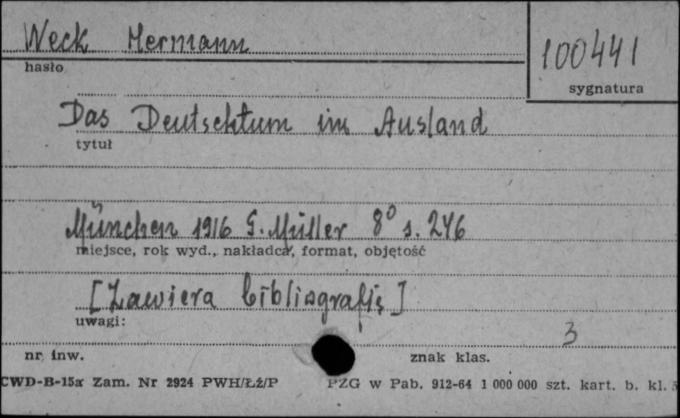 Weck Hermann
hasło
100441
sygnatura
Das Deutschtum im Ausland
tytuł
München 1916 G. Müller 8° s. 246
miejsce, rok wyd., nakładca, format, objętość
[Zawiera bibliografię]
uwagi:
3
nr inw.
znak klas.
CWD-B-15a Zam. Nr 2924 PWH/Łż/P PZG w Pab. 912-64 1 000 000 szt. kart. b. kl. 5